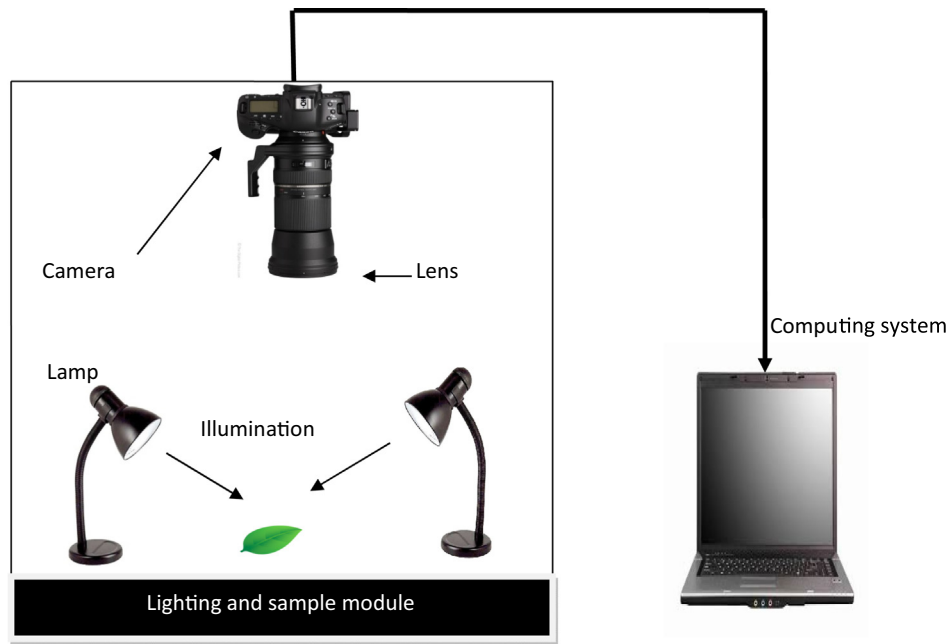 Camera
Lens
Computing system
Lamp
Illumination
Lighting and sample module